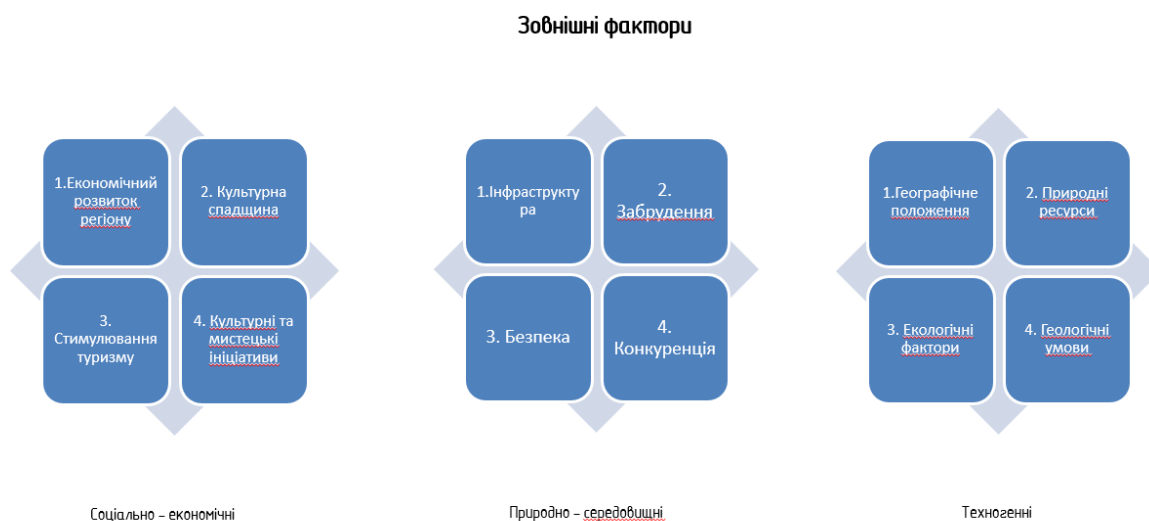 Зовнішні фактори
1.Економічний
розвиток
регіону
2. Культурна
спадщина
3.
Стимулювання
туризму
4. Культурні та
мистецькі
ініціативи
Соціально – економічні
1.Інфраструкту
ра
2.
Забрудення
3. Безпека
4.
Конкуренція
Природно – середовищні
1.Географічне
положення
2. Природні
ресурси
3. Екологічні
фактори
4. Геологічні
умови
Техногенні